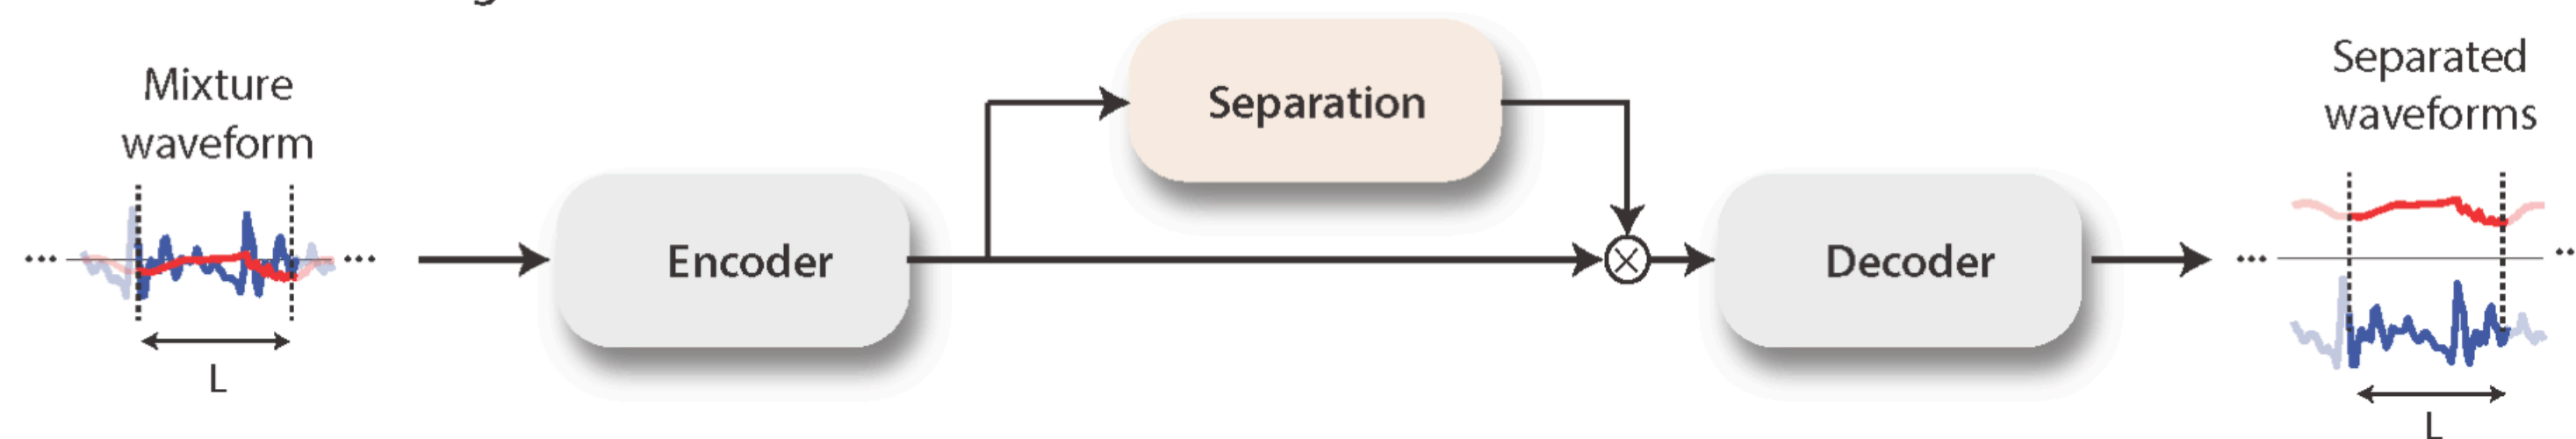 Mixture
waveform
L
Encoder
Separation
Decoder
Separated
waveforms
L